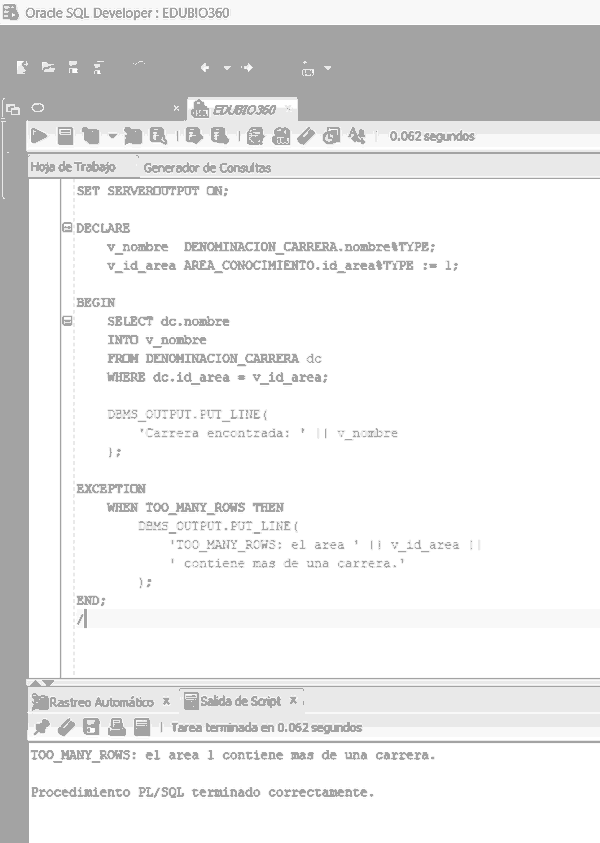 Oracle SQL Developer : EDUBIO360
EDUBIO360
0.062 segundos
Hoja de Trabajo Generador de Consultas
SET SERVEROUTPUT ON;
DECLARE
v_nombre DENOMINACION_CARRERA.nombre%TYPE;
v_id_area AREA_CONOCIMIENTO.id_area%TYPE := 1;
BEGIN
SELECT dc.nombre
INTO v_nombre
FROM DENOMINACION_CARRERA dc
WHERE dc.id_area = v_id_area;
DBMS_OUTPUT.PUT_LINE(
'Carrera encontrada: ' || v_nombre
);
EXCEPTION
WHEN TOO_MANY_ROWS THEN
DBMS_OUTPUT.PUT_LINE(
'TOO_MANY_ROWS: el area ' || v_id_area ||
' contiene mas de una carrera.'
);
END;
/
Rastreo Automático x Salida de Script x
Tarea terminada en 0.062 segundos
TOO_MANY_ROWS: el area 1 contiene mas de una carrera.
Procedimiento PL/SQL terminado correctamente.